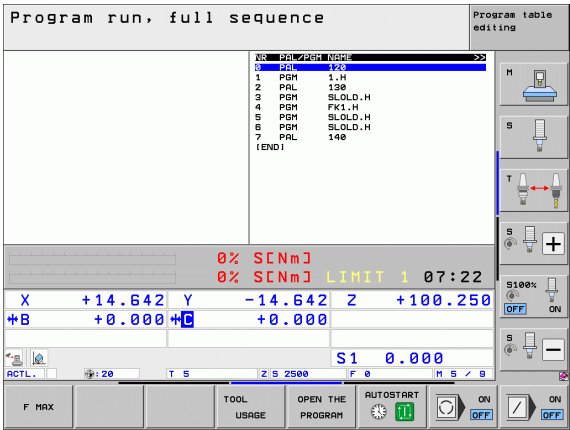 Program run, full sequence
Program table
editing
NR PAL/PGM NAME >>
0 PAL 120
1 PGM 1.H
2 PAL 130
3 PGM SLOLD.H
4 PGM FK1.H
5 PGM SLOLD.H
6 PGM SLOLD.H
7 PAL 140
[END]
M
S
T
S
S100%
OFF ON
S
0% S[Nm]
0% S[Nm] LIMIT 1 07:22
X +14.642 Y -14.642 Z +100.250
B +0.000 C +0.000
S1 0.000
ACTL. : 20 T 5 Z S 2500 F 0 M 5 / 9
F MAX
TOOL
USAGE
OPEN THE
PROGRAM
AUTOSTART
ON
OFF
ON
OFF